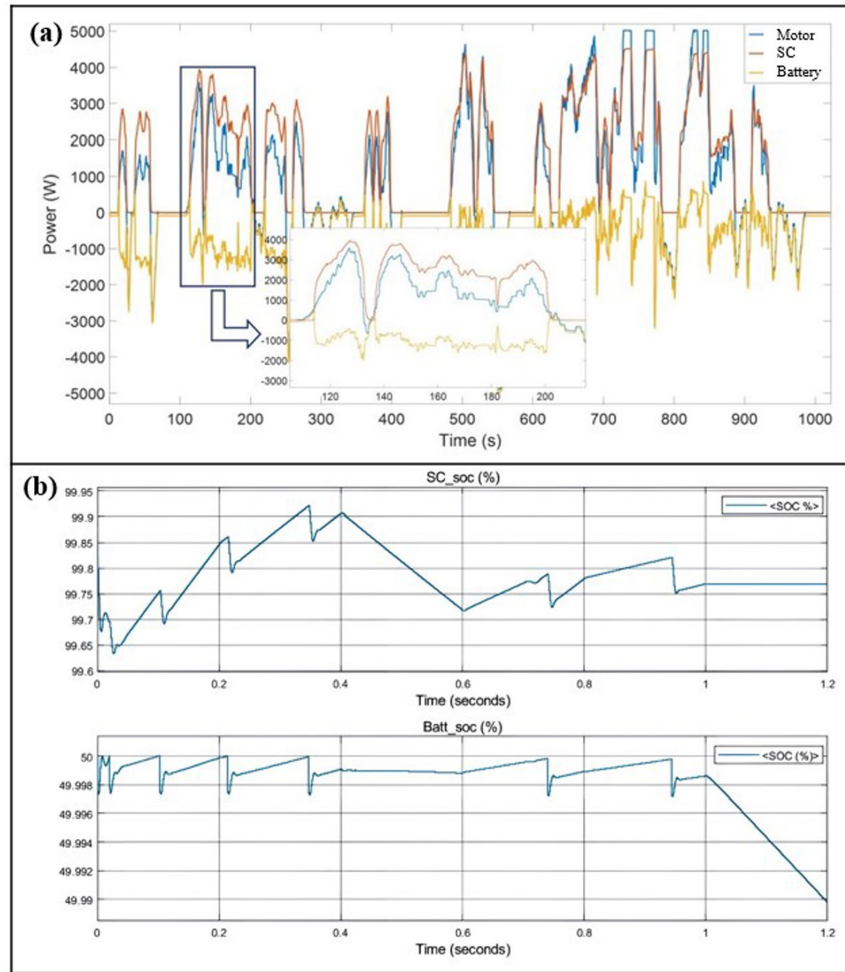 (a)
Motor
SC
Battery
5000
4000
3000
2000
1000
0
-1000
-2000
-3000
-4000
-5000
Power (W)
4000
3000
2000
1000
0
-1000
-2000
-3000
120 140 160 180 200
0 100 200 300 400 500 600 700 800 900 1000
Time (s)
(b)
SC_soc (%)
<SOC %>
99.95
99.9
99.85
99.8
99.75
99.7
99.65
99.6
0 0.2 0.4 0.6 0.8 1 1.2
Time (seconds)
Batt_soc (%)
<SOC (%)>
50
49.998
49.996
49.994
49.992
49.99
0 0.2 0.4 0.6 0.8 1 1.2
Time (seconds)